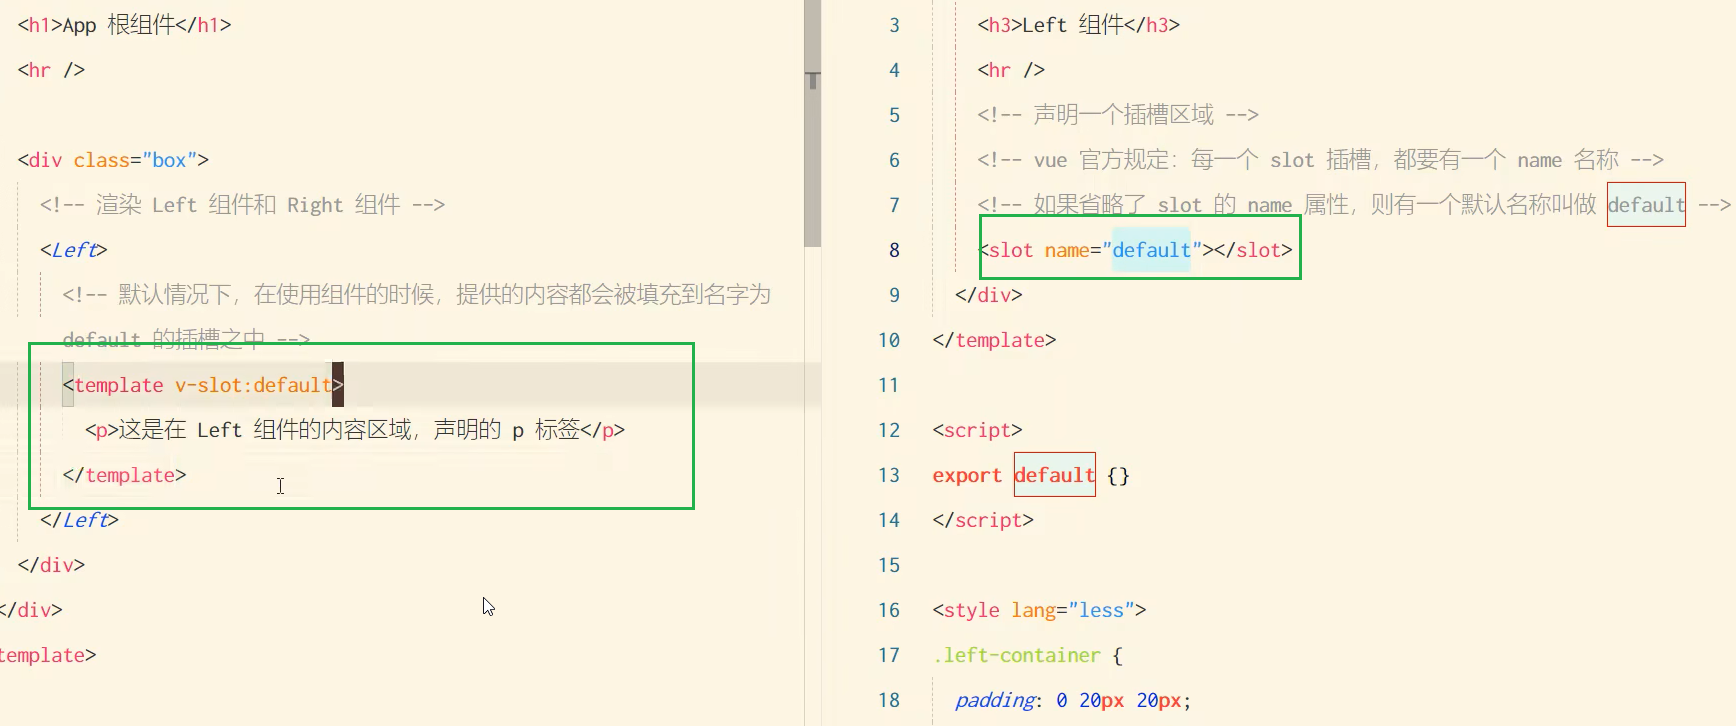 <h1>App 根组件</h1>
<hr />
<div class="box">
<!-- 渲染 Left 组件和 Right 组件 -->
<Left>
<!-- 默认情况下，在使用组件的时候，提供的内容都会被填充到名字为
default 的插槽之中 -->
<template v-slot:default>
<p>这是在 Left 组件的内容区域，声明的 p 标签</p>
</template>
</Left>
</div>
</div>
template>
3 <h3>Left 组件</h3>
4 <hr />
5 <!-- 声明一个插槽区域 -->
6 <!-- vue 官方规定：每一个 slot 插槽，都要有一个 name 名称 -->
7 <!-- 如果省略了 slot 的 name 属性，则有一个默认名称叫做 default -->
8 <slot name="default"></slot>
9 </div>
10 </template>
11
12 <script>
13 export default {}
14 </script>
15
16 <style lang="less">
17 .left-container {
18 padding: 0 20px 20px;